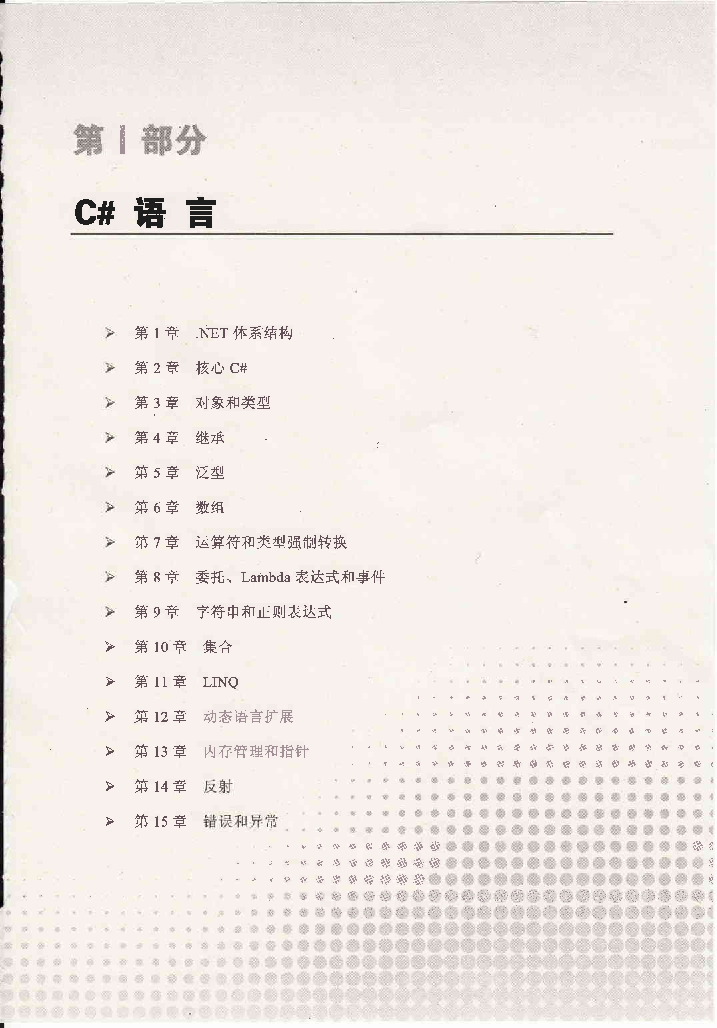 第 I 部分
C# 语 言
➢ 第 1 章 .NET 体系结构
➢ 第 2 章 核心 C#
➢ 第 3 章 对象和类型
➢ 第 4 章 继承
➢ 第 5 章 泛型
➢ 第 6 章 数组
➢ 第 7 章 运算符和类型强制转换
➢ 第 8 章 委托、Lambda 表达式和事件
➢ 第 9 章 字符串和正则表达式
➢ 第 10 章 集合
➢ 第 11 章 LINQ
➢ 第 12 章 动态语言扩展
➢ 第 13 章 内存管理和指针
➢ 第 14 章 反射
➢ 第 15 章 错误和异常